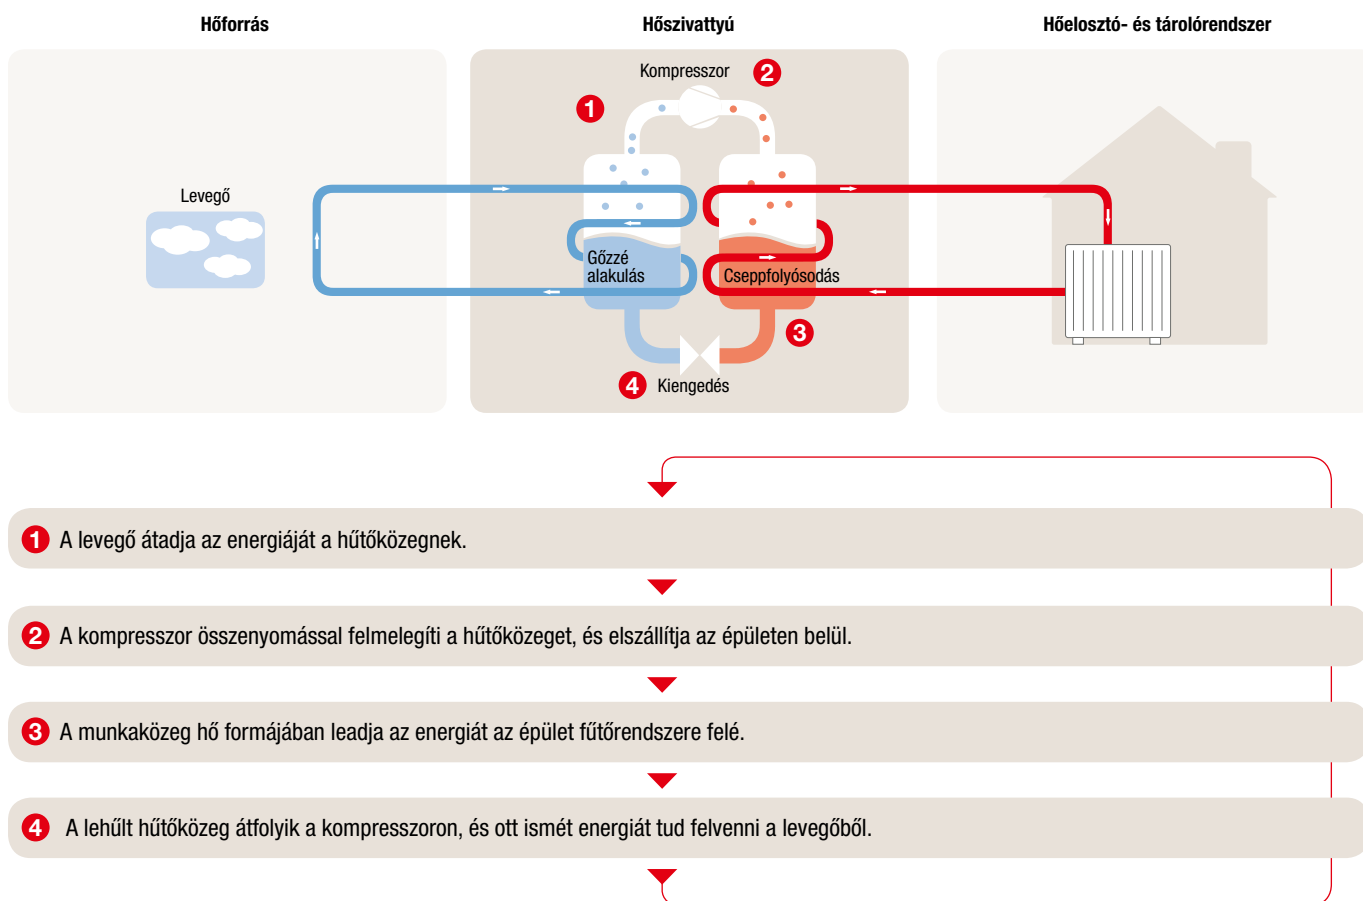 Hőforrás
Hőszivattyú
Hőelosztó- és tárolórendszer
Kompresszor
2
1
Levegő
Gőzzé
alakulás
Cseppfolyósodás
3
4 Kiengedés
1 A levegő átadja az energiáját a hűtőközegnek.
2 A kompresszor összenyomással felmelegíti a hűtőközeget, és elszállítja az épületen belül.
3 A munkaközeg hő formájában leadja az energiát az épület fűtőrendszere felé.
4 A lehűlt hűtőközeg átfolyik a kompresszoron, és ott ismét energiát tud felvenni a levegőből.